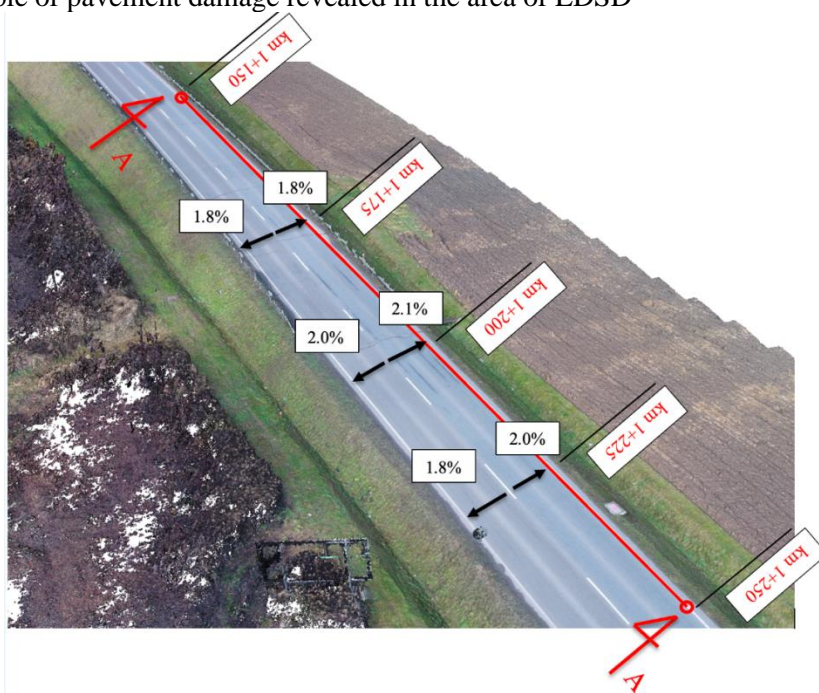 ple of pavement damage revealed in the area of LDSD
km 1+150
A
km 1+175
1.8%
1.8%
km 1+200
2.1%
2.0%
km 1+225
2.0%
1.8%
km 1+250
A